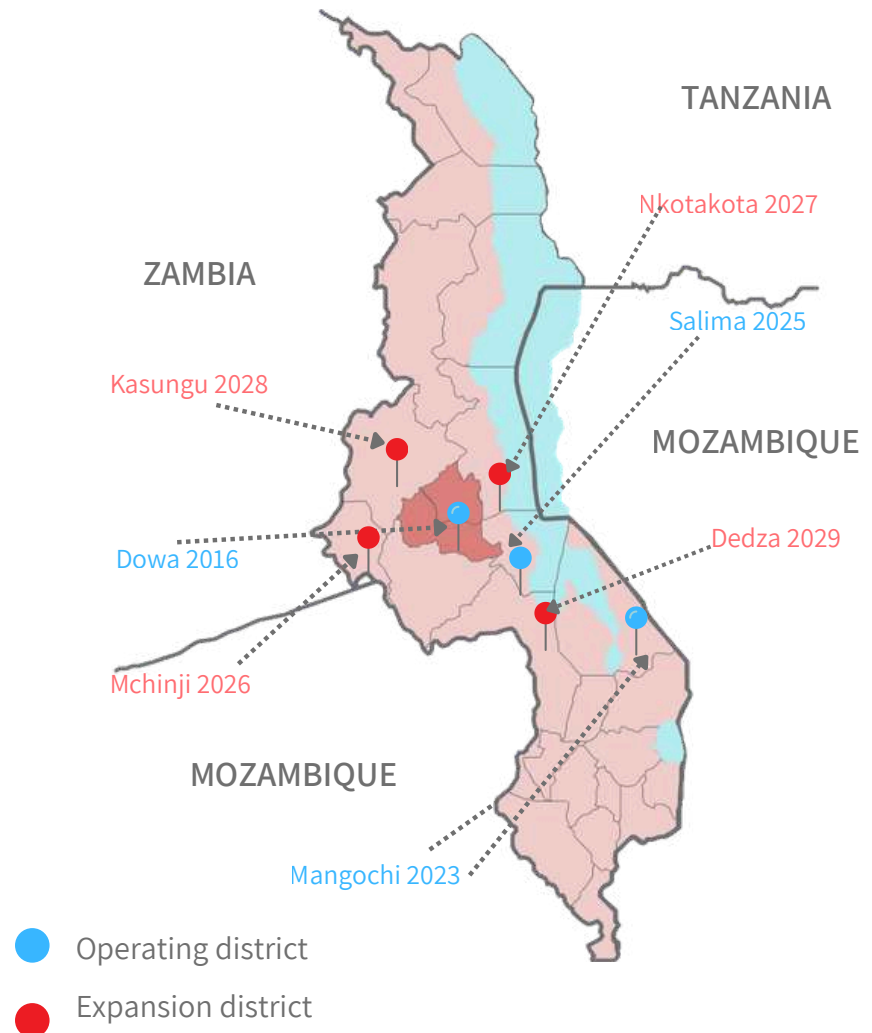 TANZANIA
Nkotakota 2027
ZAMBIA
Salima 2025
Kasungu 2028
MOZAMBIQUE
Dedza 2029
Dowa 2016
Mchinji 2026
MOZAMBIQUE
Mangochi 2023
Operating district
Expansion district